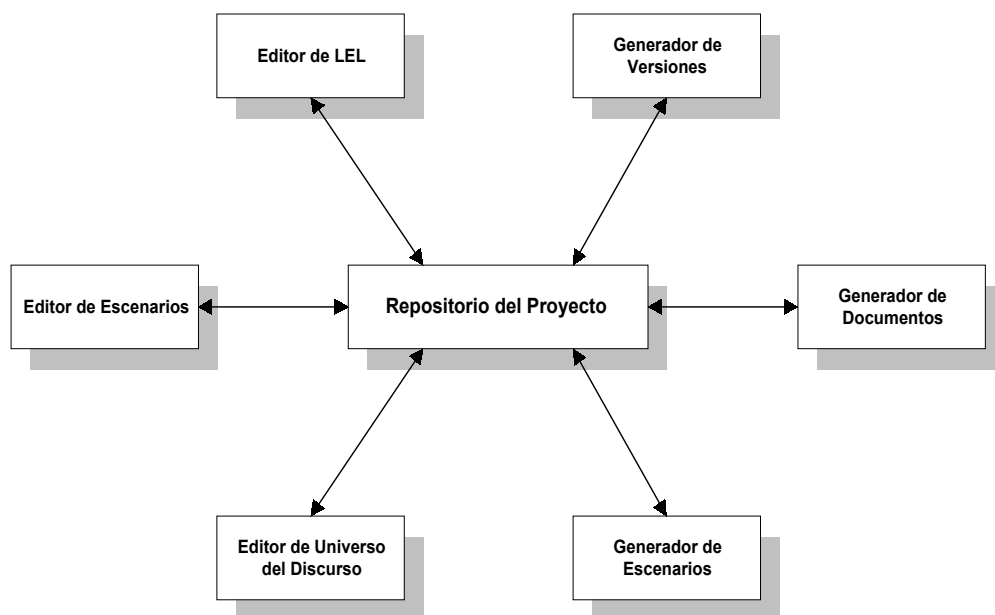 Editor de LEL
Generador de
Versiones
Editor de Escenarios
Repositorio del Proyecto
Generador de
Documentos
Editor de Universo
del Discurso
Generador de
Escenarios